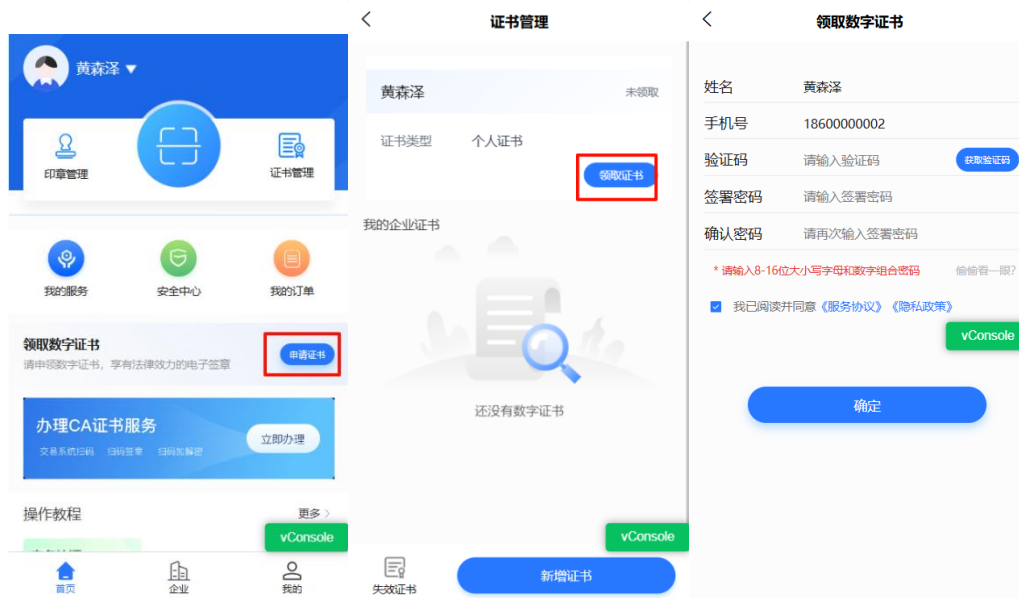 黄森泽
印章管理
证书管理
我的服务
安全中心
我的订单
领取数字证书
请申领数字证书，享有法律效力的电子签章
申请证书
办理CA证书服务
交易系统扫码 扫码签章 扫码加解密
立即办理
操作教程
更多
vConsole
首页
企业
我的
证书管理
黄森泽
未领取
证书类型 个人证书
领取证书
我的企业证书
还没有数字证书
vConsole
失效证书
新增证书
领取数字证书
姓名 黄森泽
手机号 18600000002
验证码 请输入验证码 获取验证码
签署密码 请输入签署密码
确认密码 请再次输入签署密码
* 请输入8-16位大小写字母和数字组合密码 偷偷看一眼?
我已阅读并同意《服务协议》《隐私政策》
vConsole
确定